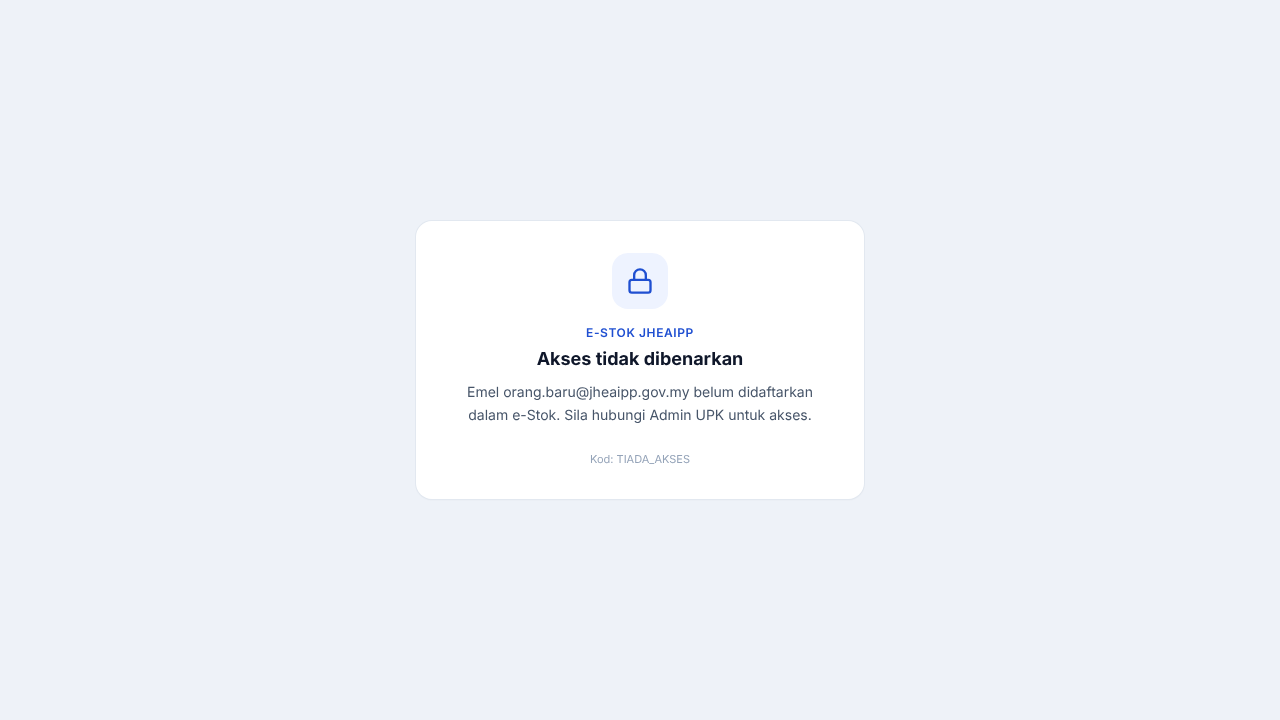 E-STOK JHEAIPP
Akses tidak dibenarkan
Emel orang.baru@jheaipp.gov.my belum didaftarkan
dalam e-Stok. Sila hubungi Admin UPK untuk akses.
Kod: TIADA_AKSES